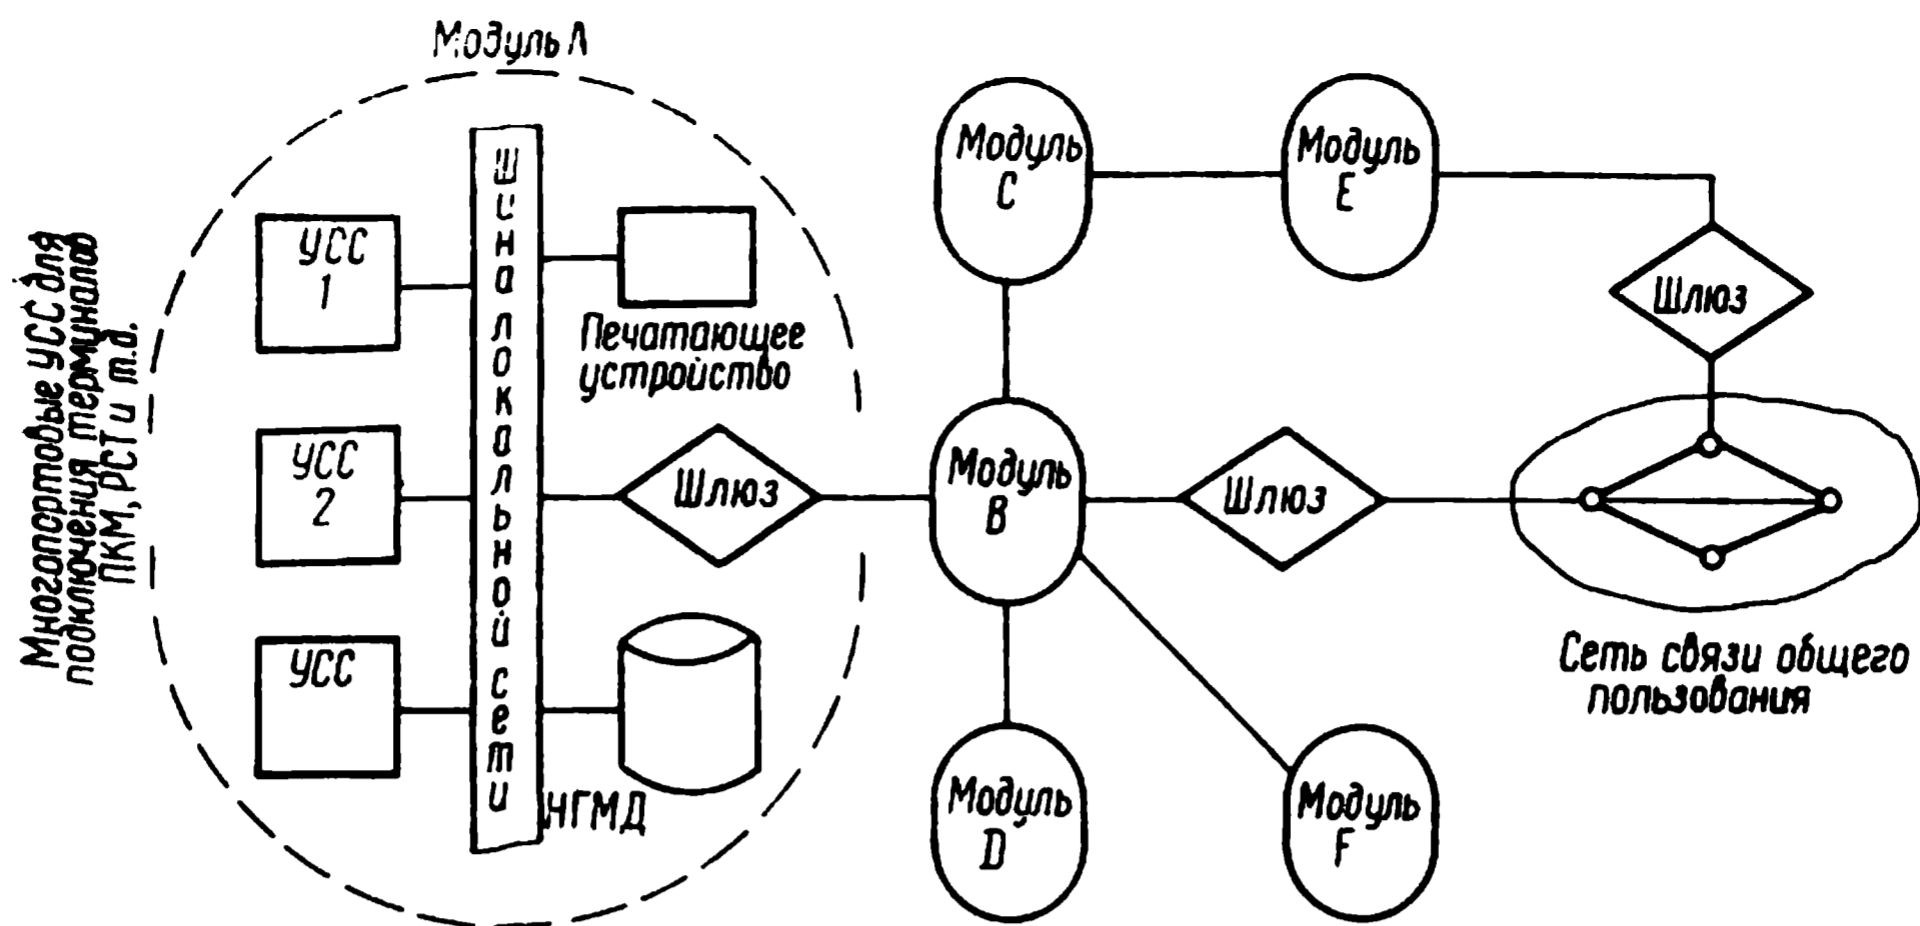 Модуль А
Многопортовые УСС для
подключения терминалов
ПКМ, РСТ и т.д.
УСС
1
УСС
2
УСС
Шина локальной сети
Печатающее
устройство
Шлюз
НГМД
Модуль
C
Модуль
E
Шлюз
Модуль
B
Шлюз
Сеть связи общего
пользования
Модуль
D
Модуль
F